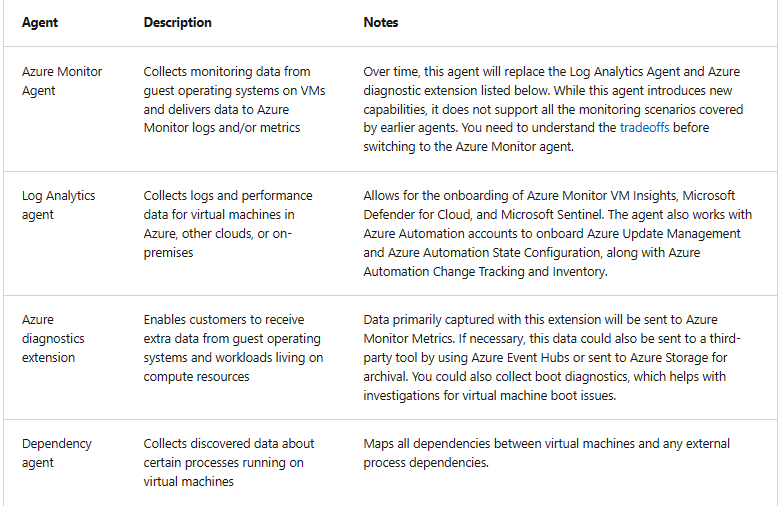 Agent Description Notes
Azure Monitor Agent
Collects monitoring data from
guest operating systems on VMs
and delivers data to Azure
Monitor logs and/or metrics
Over time, this agent will replace the Log Analytics Agent and Azure
diagnostic extension listed below. While this agent introduces new
capabilities, it does not support all the monitoring scenarios covered
by earlier agents. You need to understand the tradeoffs before
switching to the Azure Monitor agent.
Log Analytics
agent
Collects logs and performance
data for virtual machines in
Azure, other clouds, or on-
premises
Allows for the onboarding of Azure Monitor VM Insights, Microsoft
Defender for Cloud, and Microsoft Sentinel. The agent also works with
Azure Automation accounts to onboard Azure Update Management
and Azure Automation State Configuration, along with Azure
Automation Change Tracking and Inventory.
Azure
diagnostics
extension
Enables customers to receive
extra data from guest operating
systems and workloads living on
compute resources
Data primarily captured with this extension will be sent to Azure
Monitor Metrics. If necessary, this data could also be sent to a third-
party tool by using Azure Event Hubs or sent to Azure Storage for
archival. You could also collect boot diagnostics, which helps with
investigations for virtual machine boot issues.
Dependency
agent
Collects discovered data about
certain processes running on
virtual machines
Maps all dependencies between virtual machines and any external
process dependencies.